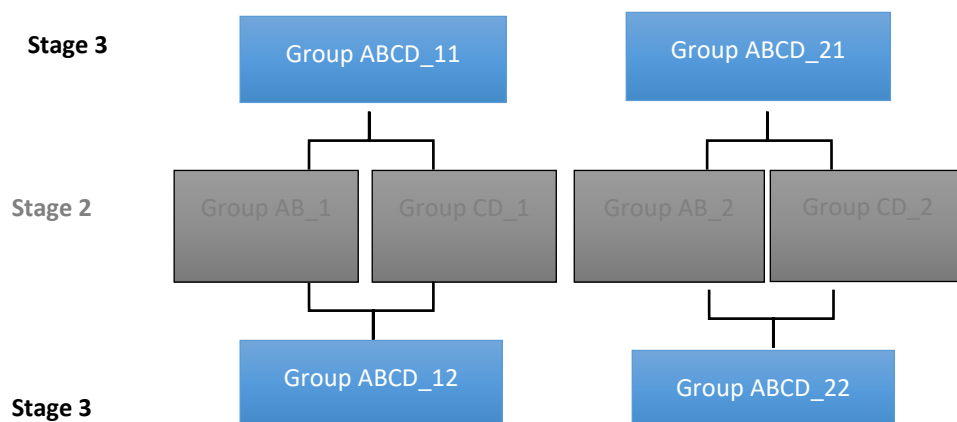 Stage 3
Group ABCD_11
Group ABCD_21
Stage 2
Group AB_1
Group CD_1
Group AB_2
Group CD_2
Group ABCD_12
Group ABCD_22
Stage 3